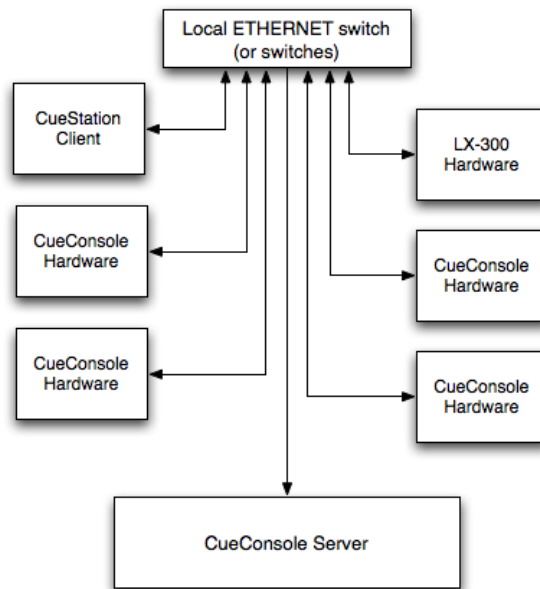 Local ETHERNET switch
(or switches)
CueStation
Client
LX-300
Hardware
CueConsole
Hardware
CueConsole
Hardware
CueConsole
Hardware
CueConsole
Hardware
CueConsole Server